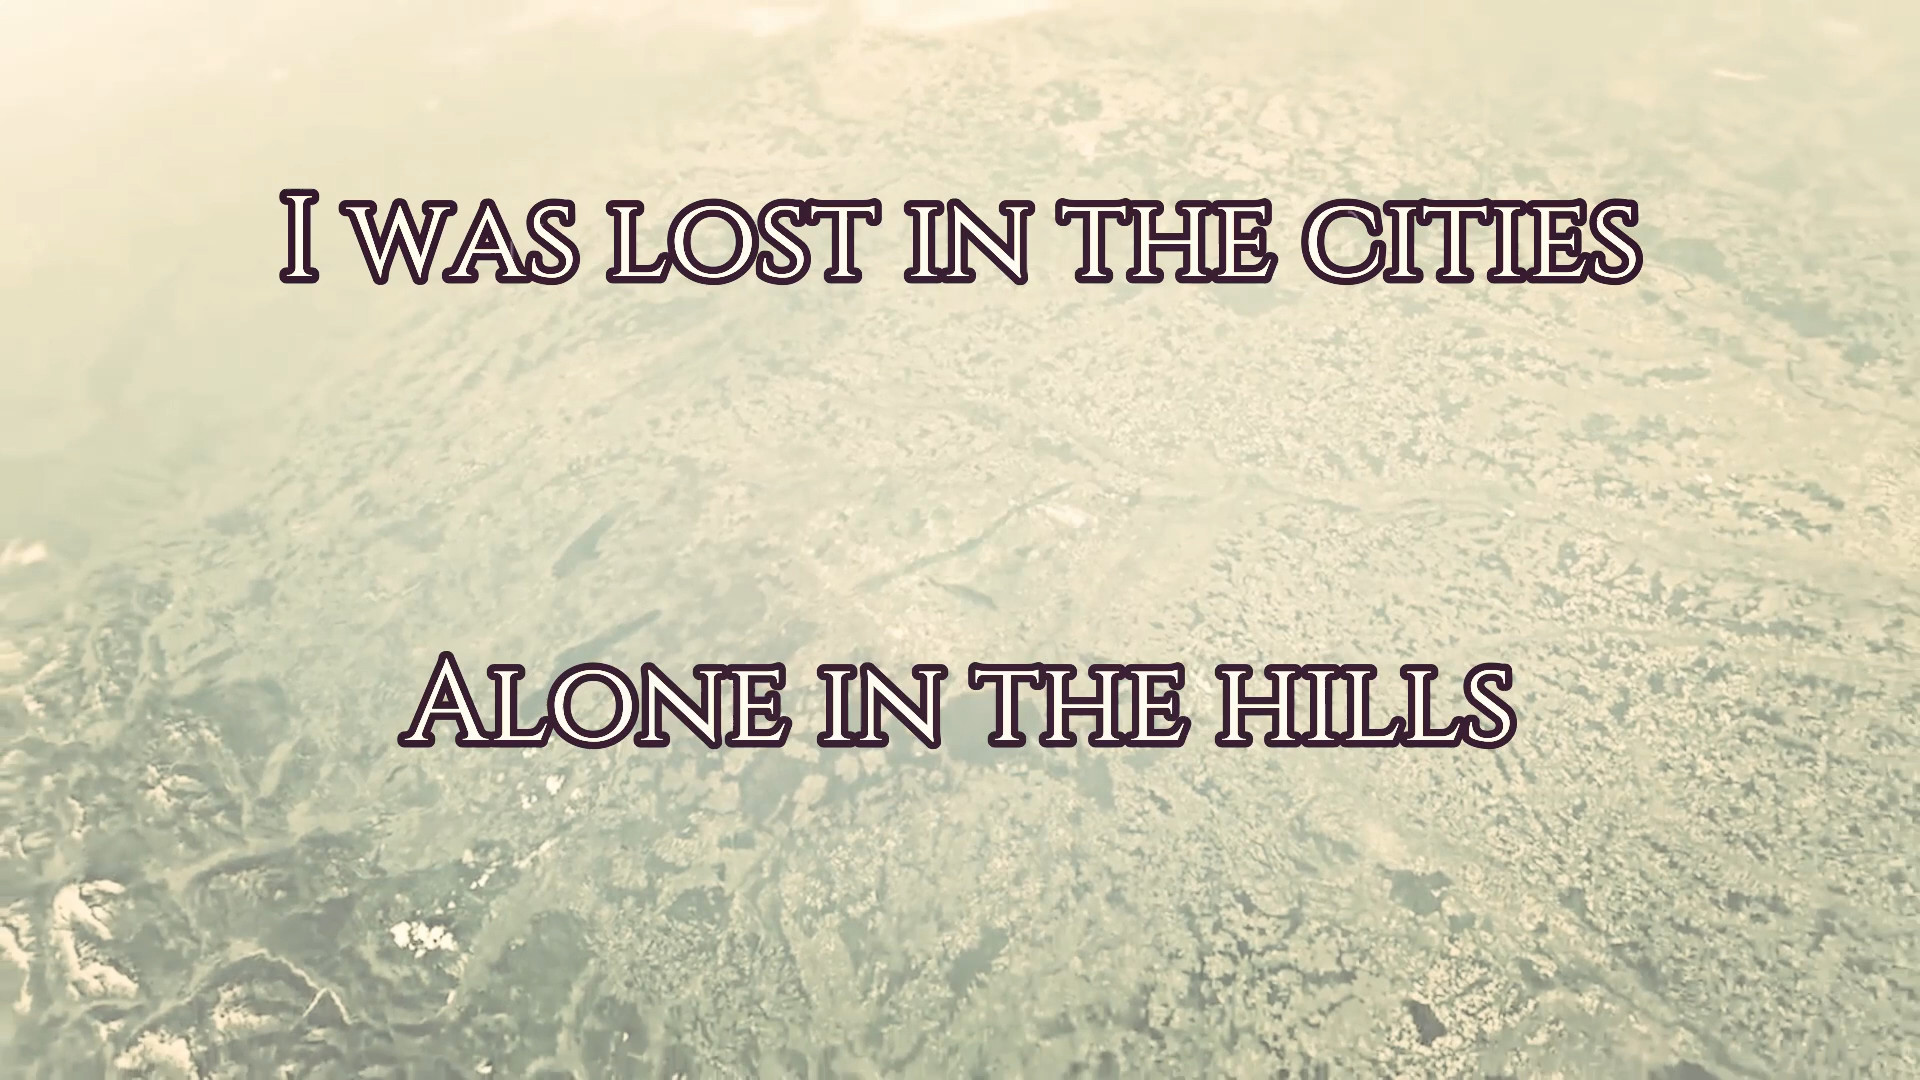 I was lost in the cities
Alone in the hills